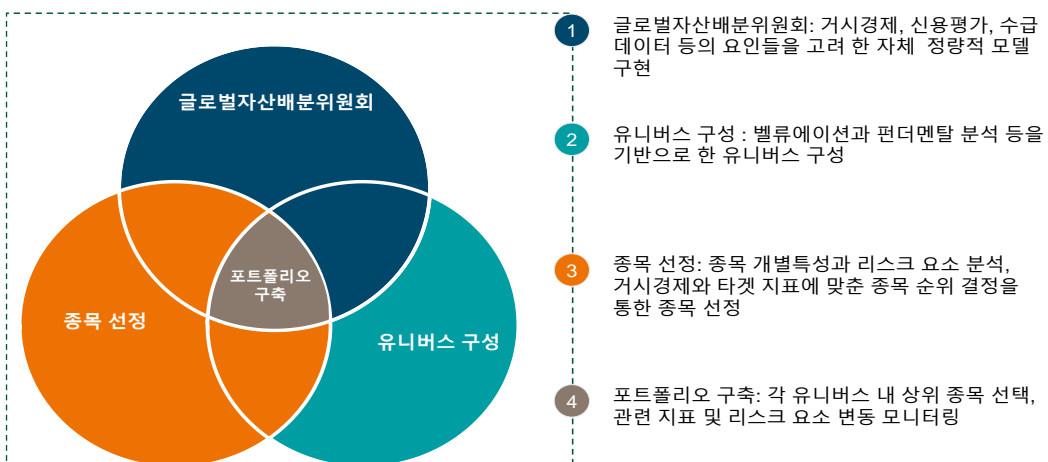 글로벌자산배분위원회
종목 선정
포트폴리오
구축
유니버스 구성
1
글로벌자산배분위원회: 거시경제, 신용평가, 수급
데이터 등의 요인들을 고려 한 자체 정량적 모델
구현
2
유니버스 구성 : 벨류에이션과 펀더멘탈 분석 등을
기반으로 한 유니버스 구성
3
종목 선정: 종목 개별특성과 리스크 요소 분석,
거시경제와 타겟 지표에 맞춘 종목 순위 결정을
통한 종목 선정
4
포트폴리오 구축: 각 유니버스 내 상위 종목 선택,
관련 지표 및 리스크 요소 변동 모니터링